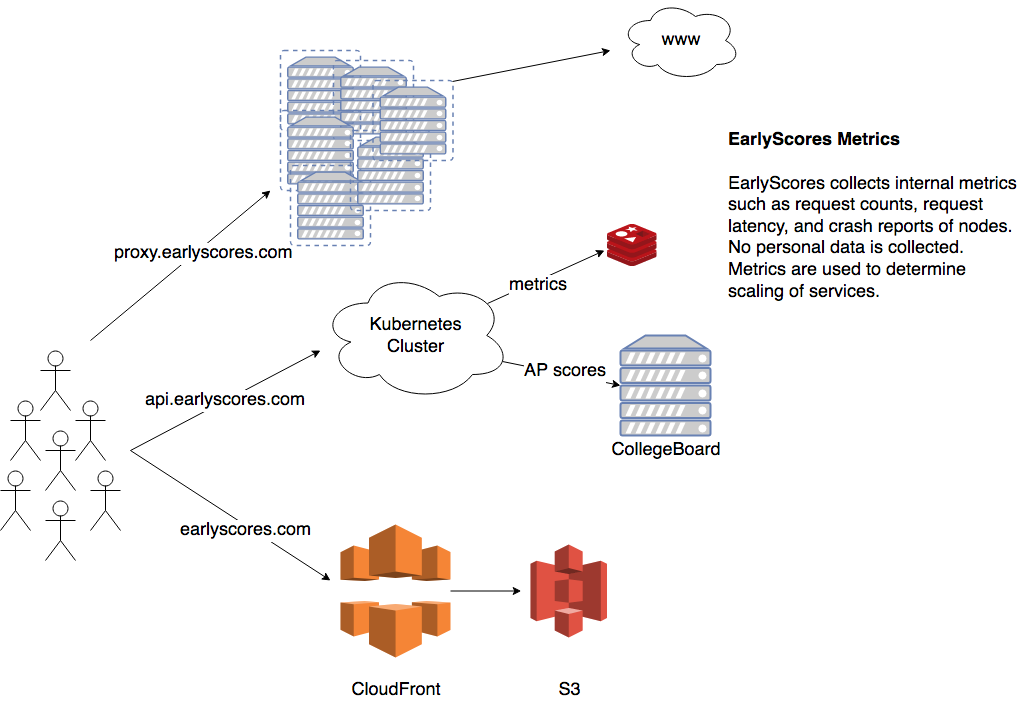 www
EarlyScores Metrics
EarlyScores collects internal metrics
such as request counts, request
latency, and crash reports of nodes.
No personal data is collected.
Metrics are used to determine
scaling of services.
proxy.earlyscores.com
metrics
Kubernetes
Cluster
AP scores
api.earlyscores.com
CollegeBoard
earlyscores.com
CloudFront
S3